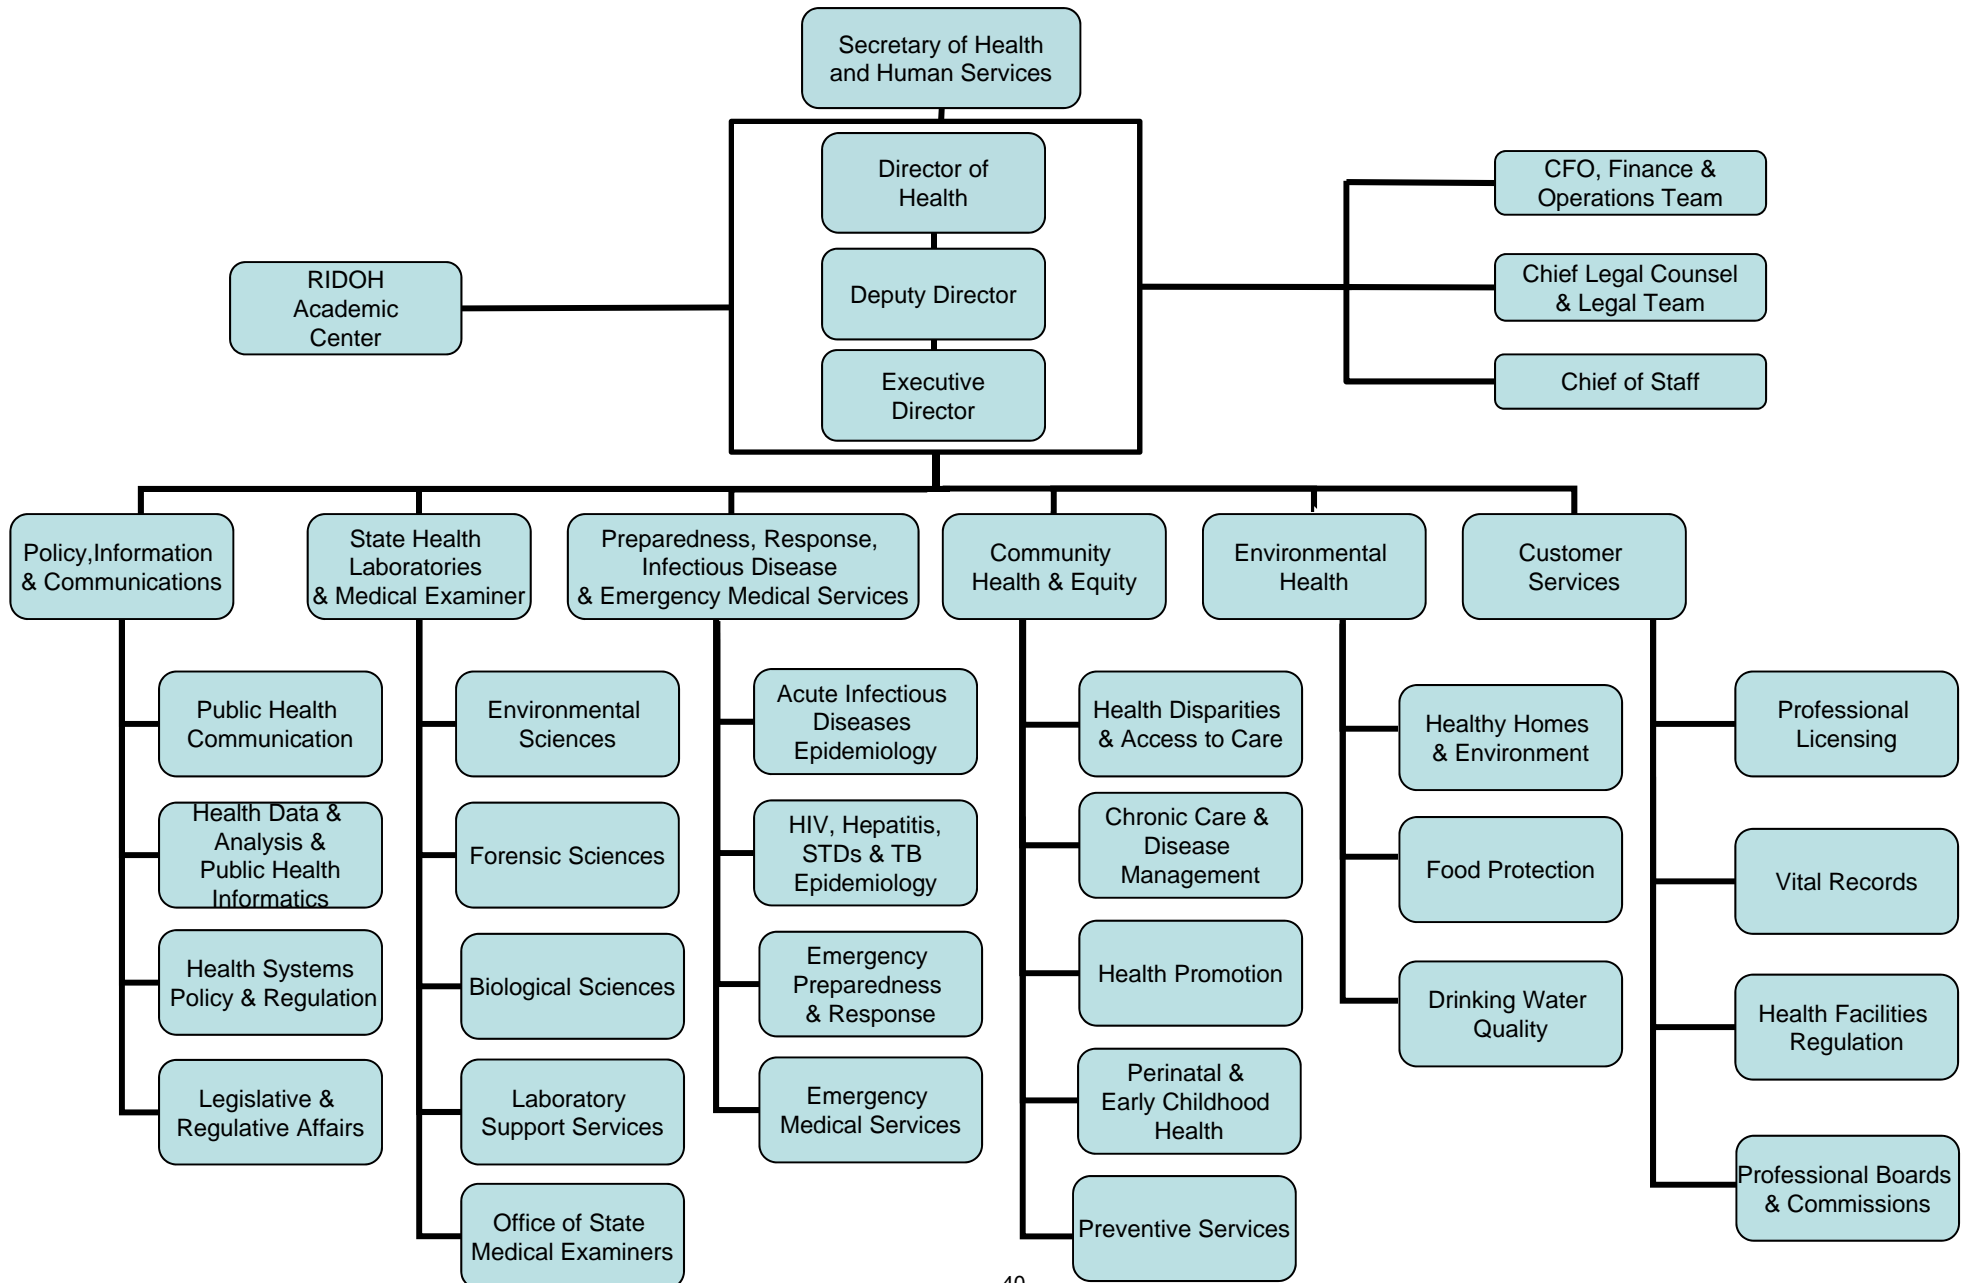 Secretary of Health
and Human Services
Director of
Health
Deputy Director
Executive
Director
RIDOH
Academic
Center
CFO, Finance &
Operations Team
Chief Legal Counsel
& Legal Team
Chief of Staff
Policy,Information
& Communications
State Health
Laboratories
& Medical Examiner
Preparedness, Response,
Infectious Disease
& Emergency Medical Services
Community
Health & Equity
Environmental
Health
Customer
Services
Public Health
Communication
Health Data &
Analysis &
Public Health
Informatics
Health Systems
Policy & Regulation
Legislative &
Regulative Affairs
Environmental
Sciences
Forensic Sciences
Biological Sciences
Laboratory
Support Services
Office of State
Medical Examiners
Acute Infectious
Diseases
Epidemiology
HIV, Hepatitis,
STDs & TB
Epidemiology
Emergency
Preparedness
& Response
Emergency
Medical Services
Health Disparities
& Access to Care
Chronic Care &
Disease
Management
Health Promotion
Perinatal &
Early Childhood
Health
Preventive Services
Healthy Homes
& Environment
Food Protection
Drinking Water
Quality
Professional
Licensing
Vital Records
Health Facilities
Regulation
Professional Boards
& Commissions
40